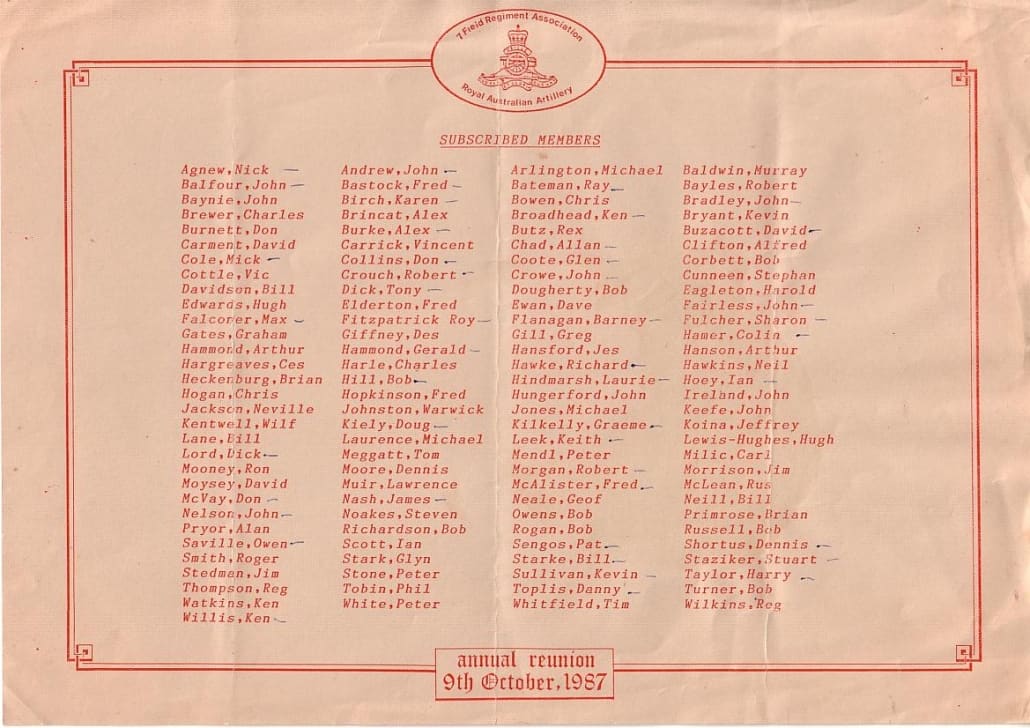 7 Field Regiment Association
Royal Australian Artillery
SUBSCRIBED MEMBERS
Agnew,Nick Andrew,John Arlington,Michael Baldwin,Murray
Balfour,John Bastock,Fred Bateman,Ray Bayles,Robert
Baynie,John Birch,Karen Bowen,Chris Bradley,John
Brewer,Charles Brincat,Alex Broadhead,Ken Bryant,Kevin
Burnett,Don Burke,Alex Butz,Rex Buzacott,David
Carment,David Carrick,Vincent Chad,Allan Clifton,Alfred
Cole,Mick Collins,Don Coote,Glen Corbett,Bob
Cottle,Vic Crouch,Robert Crowe,John Cunneen,Stephan
Davidson,Bill Dick,Tony Dougherty,Bob Eagleton,Harold
Edwards,Hugh Elderton,Fred Ewan,Dave Fairless,John
Falconer,Max Fitzpatrick Roy Flanagan,Barney Fulcher,Sharon
Gates,Graham Giffney,Des Gill,Greg Hamer,Colin
Hammond,Arthur Hammond,Gerald Hansford,Jes Hanson,Arthur
Hargreaves,Ces Harle,Charles Hawke,Richard Hawkins,Neil
Heckenburg,Brian Hill,Bob Hindmarsh,Laurie Hoey,Ian
Hogan,Chris Hopkinson,Fred Hungerford,John Ireland,John
Jackson,Neville Johnston,Warwick Jones,Michael Keefe,John
Kentwell,Wilf Kiely,Doug Kilkelly,Graeme Koina,Jeffrey
Lane,Bill Laurence,Michael Leek,Keith Lewis-Hughes,Hugh
Lord,Dick Meggatt,Tom Mendl,Peter Milic,Carl
Mooney,Ron Moore,Dennis Morgan,Robert Morrison,Jim
Moysey,David Muir,Lawrence McAlister,Fred McLean,Rus
McVay,Don Nash,James Neale,Geof Neill,Bill
Nelson,John Noakes,Steven Owens,Bob Primrose,Brian
Pryor,Alan Richardson,Bob Rogan,Bob Russell,Bob
Saville,Owen Scott,Ian Sengos,Pat Shortus,Dennis
Smith,Roger Stark,Glyn Starke,Bill Staziker,Stuart
Stedman,Jim Stone,Peter Sullivan,Kevin Taylor,Harry
Thompson,Reg Tobin,Phil Toplis,Danny Turner,Bob
Watkins,Ken White,Peter Whitfield,Tim Wilkins,Reg
Willis,Ken
annual reunion
9th October,1987